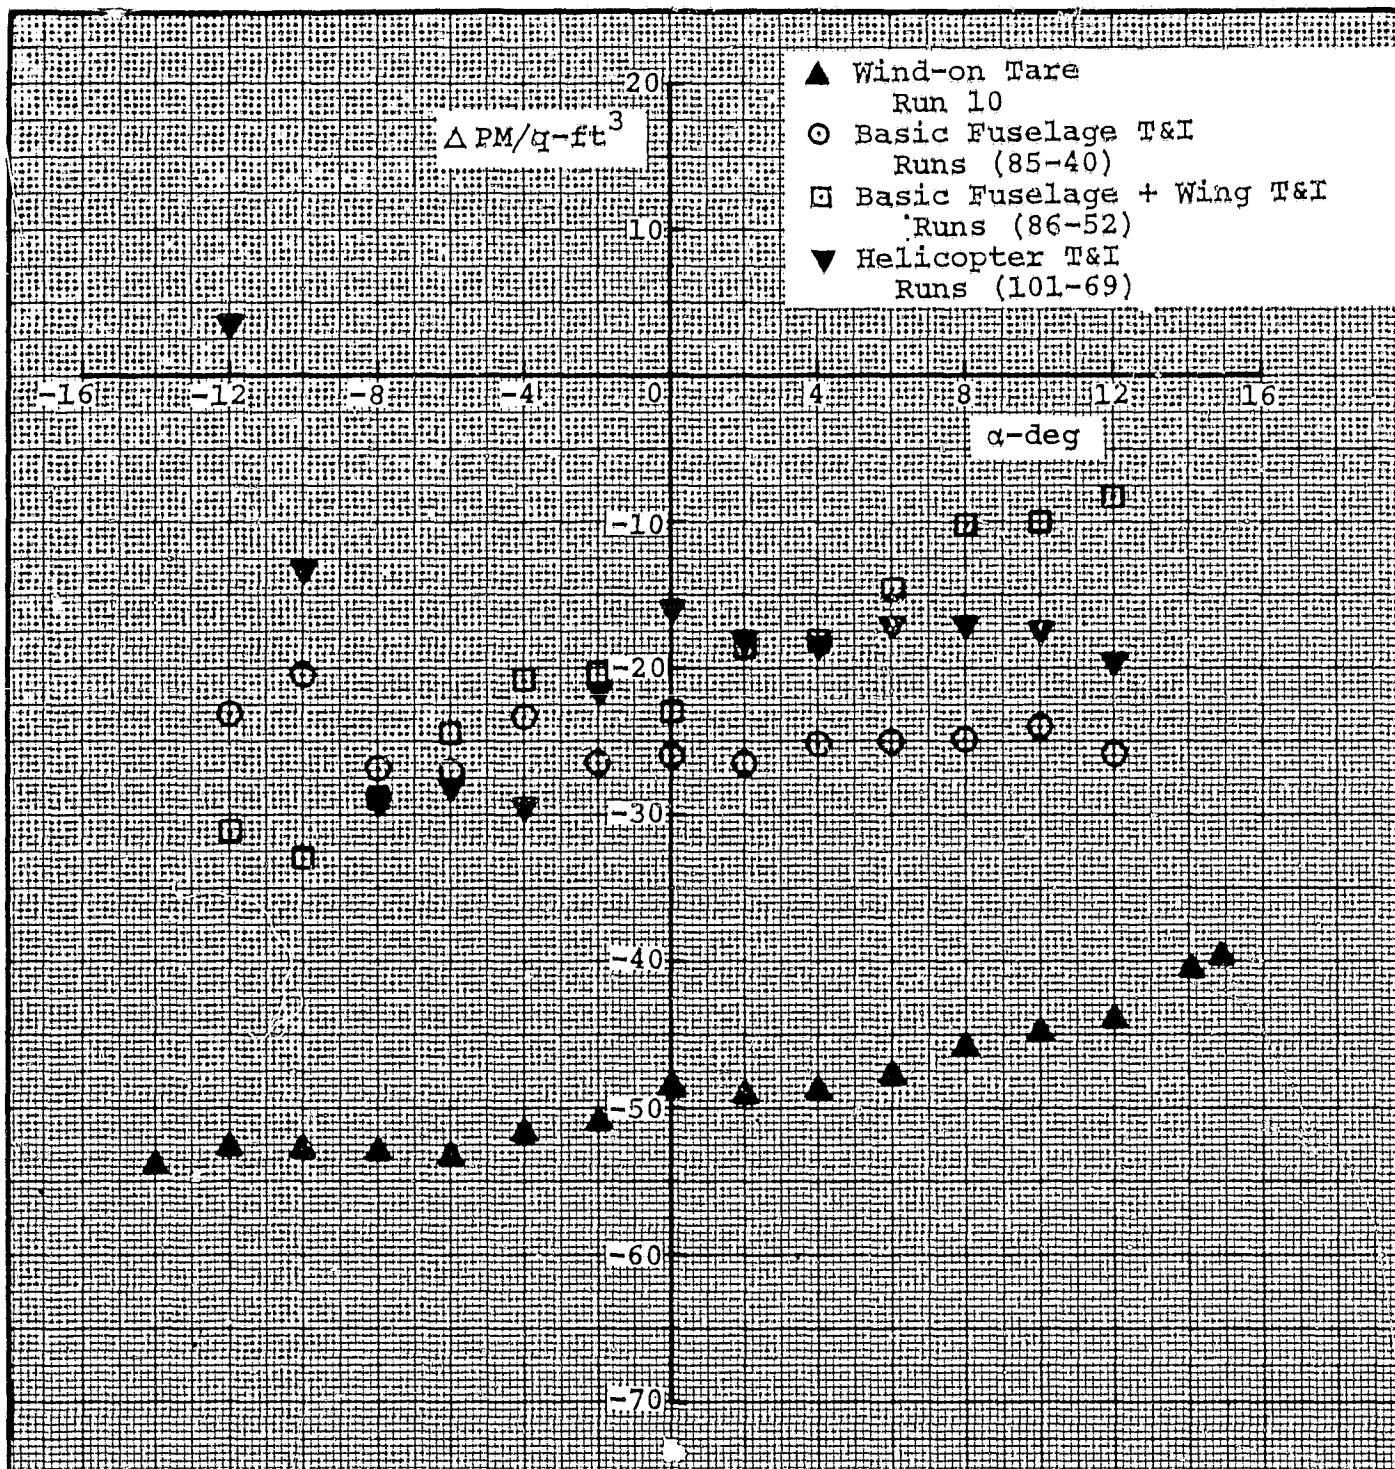 ▲ Wind-on Tare
Run 10
⊙ Basic Fuselage T&I
Runs (85-40)
⊡ Basic Fuselage + Wing T&I
Runs (86-52)
▼ Helicopter T&I
Runs (101-69)
20
Δ PM/q-ft³
10
-16 -12 -8 -4 0 4 8 12 16
α-deg
-10
-20
-30
-40
-50
-60
-70